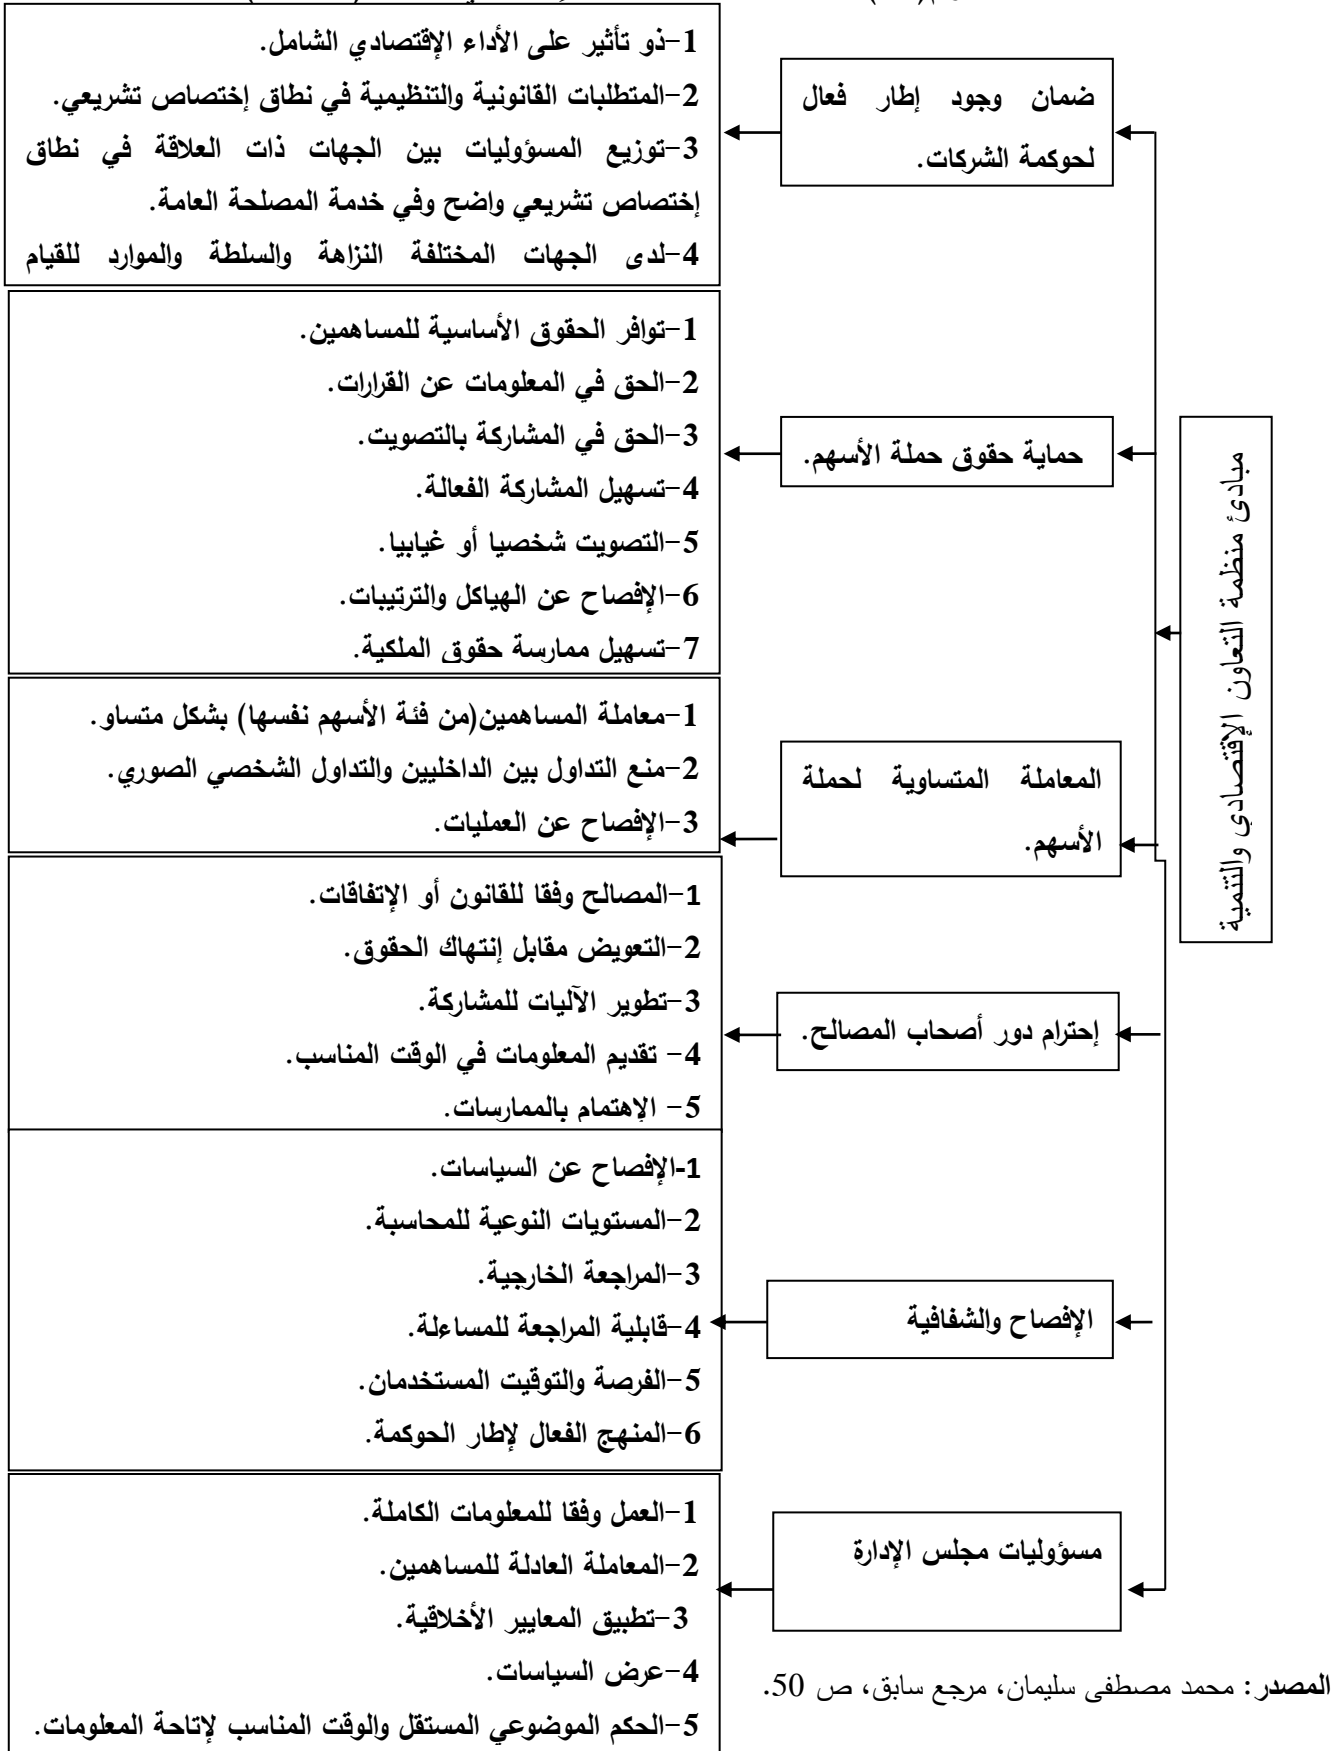 مبادئ منظمة التعاون الإقتصادي والتنمية
ضمان وجود إطار فعال
لحوكمة الشركات.
1-ذو تأثير على الأداء الإقتصادي الشامل.
2-المتطلبات القانونية والتنظيمية في نطاق إختصاص تشريعي.
3-توزيع المسؤوليات بين الجهات ذات العلاقة في نطاق
إختصاص تشريعي واضح وفي خدمة المصلحة العامة.
4-لدى الجهات المختلفة النزاهة والسلطة والموارد للقيام
حماية حقوق حملة الأسهم.
1-توافر الحقوق الأساسية للمساهمين.
2-الحق في المعلومات عن القرارات.
3-الحق في المشاركة بالتصويت.
4-تسهيل المشاركة الفعالة.
5-التصويت شخصيا أو غيابيا.
6-الإفصاح عن الهياكل والترتيبات.
7-تسهيل ممارسة حقوق الملكية.
المعاملة المتساوية لحملة
الأسهم.
1-معاملة المساهمين(من فئة الأسهم نفسها) بشكل متساو.
2-منع التداول بين الداخليين والتداول الشخصي الصوري.
3-الإفصاح عن العمليات.
إحترام دور أصحاب المصالح.
1-المصالح وفقا للقانون أو الإتفاقات.
2-التعويض مقابل إنتهاك الحقوق.
3-تطوير الآليات للمشاركة.
4- تقديم المعلومات في الوقت المناسب.
5- الإهتمام بالممارسات.
الإفصاح والشفافية
1-الإفصاح عن السياسات.
2-المستويات النوعية للمحاسبة.
3-المراجعة الخارجية.
4-قابلية المراجعة للمساءلة.
5-الفرصة والتوقيت المستخدمان.
6-المنهج الفعال لإطار الحوكمة.
مسؤوليات مجلس الإدارة
1-العمل وفقا للمعلومات الكاملة.
2-المعاملة العادلة للمساهمين.
3-تطبيق المعايير الأخلاقية.
4-عرض السياسات.
5-الحكم الموضوعي المستقل والوقت المناسب لإتاحة المعلومات.
المصدر: محمد مصطفى سليمان، مرجع سابق، ص 50.